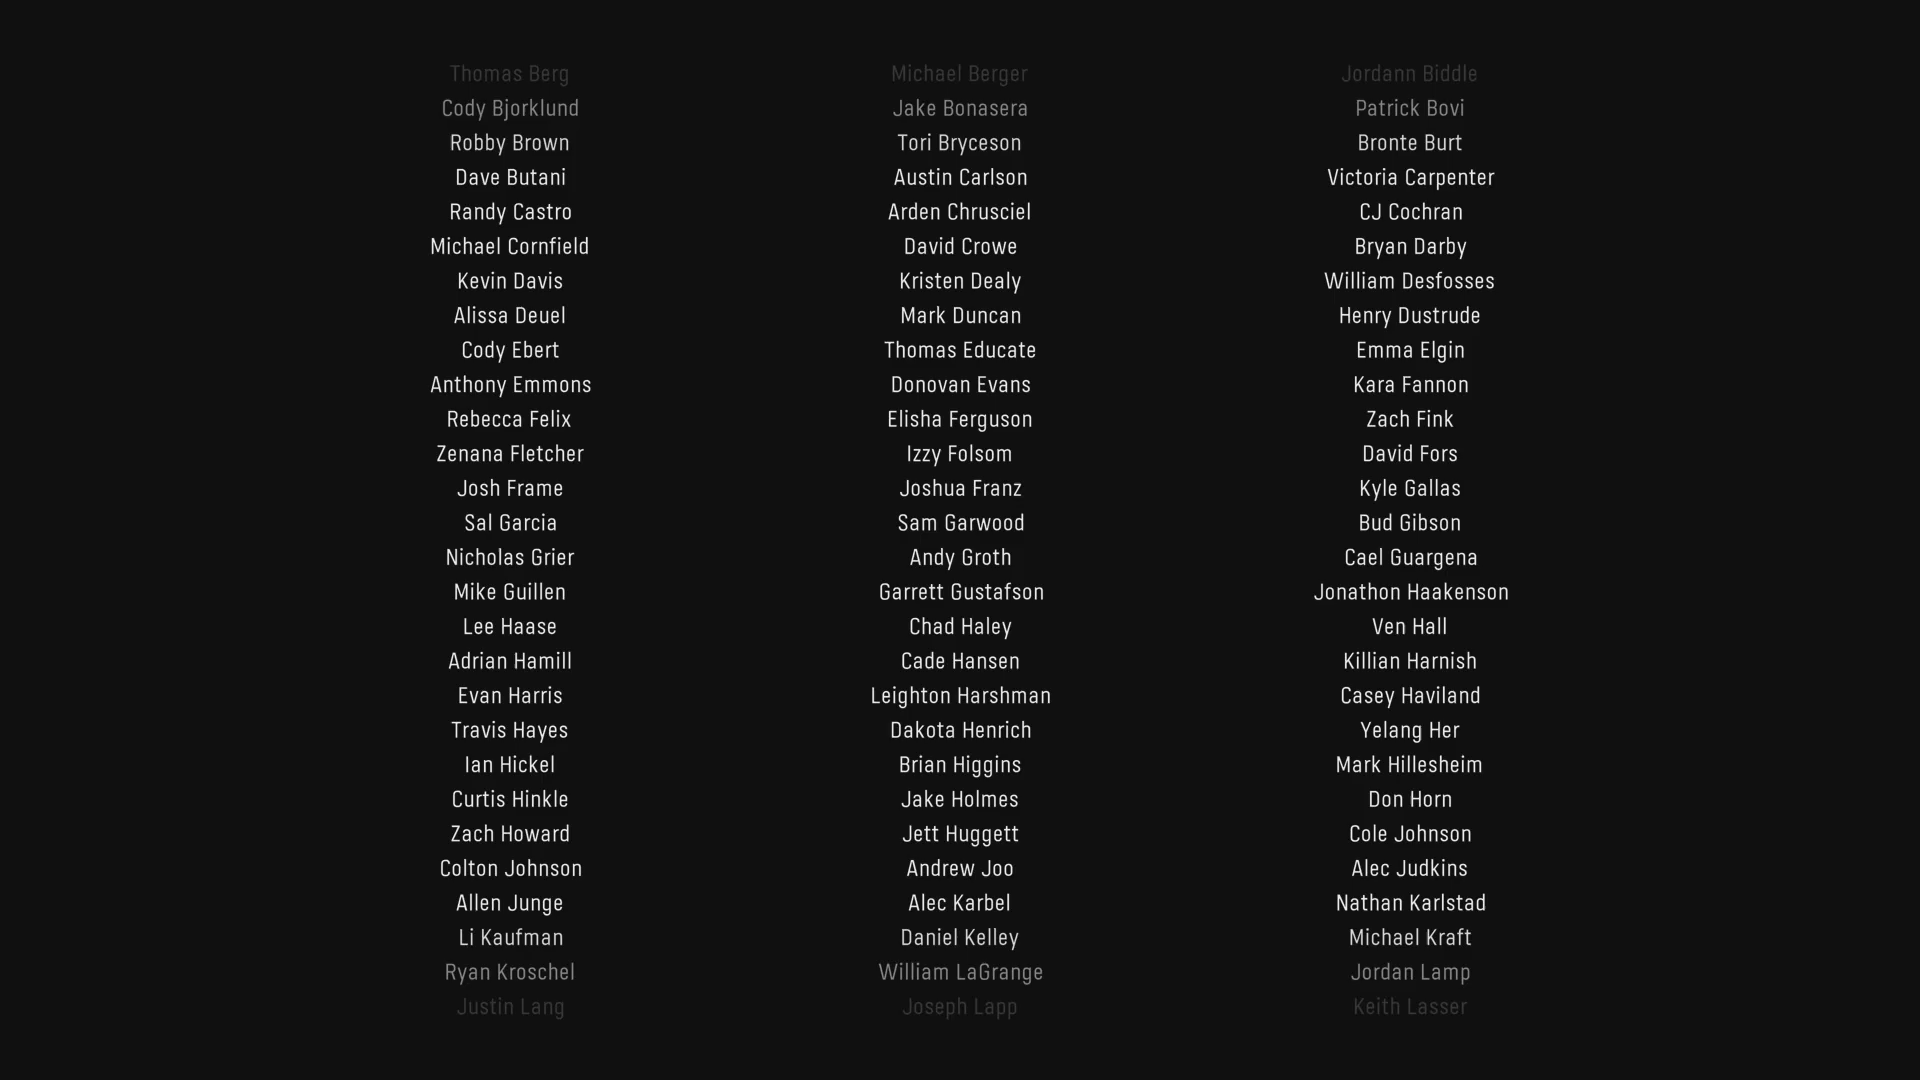 Thomas Berg Michael Berger Jordann Biddle
Cody Bjorklund Jake Bonasera Patrick Bovi
Robby Brown Tori Bryceson Bronte Burt
Dave Butani Austin Carlson Victoria Carpenter
Randy Castro Arden Chrusciel CJ Cochran
Michael Cornfield David Crowe Bryan Darby
Kevin Davis Kristen Dealy William Desfosses
Alissa Deuel Mark Duncan Henry Dustrude
Cody Ebert Thomas Educate Emma Elgin
Anthony Emmons Donovan Evans Kara Fannon
Rebecca Felix Elisha Ferguson Zach Fink
Zenana Fletcher Izzy Folsom David Fors
Josh Frame Joshua Franz Kyle Gallas
Sal Garcia Sam Garwood Bud Gibson
Nicholas Grier Andy Groth Cael Guargena
Mike Guillen Garrett Gustafson Jonathon Haakenson
Lee Haase Chad Haley Ven Hall
Adrian Hamill Cade Hansen Killian Harnish
Evan Harris Leighton Harshman Casey Haviland
Travis Hayes Dakota Henrich Yelang Her
Ian Hickel Brian Higgins Mark Hillesheim
Curtis Hinkle Jake Holmes Don Horn
Zach Howard Jett Huggett Cole Johnson
Colton Johnson Andrew Joo Alec Judkins
Allen Junge Alec Karbel Nathan Karlstad
Li Kaufman Daniel Kelley Michael Kraft
Ryan Kroschel William LaGrange Jordan Lamp
Justin Lang Joseph Lapp Keith Lasser